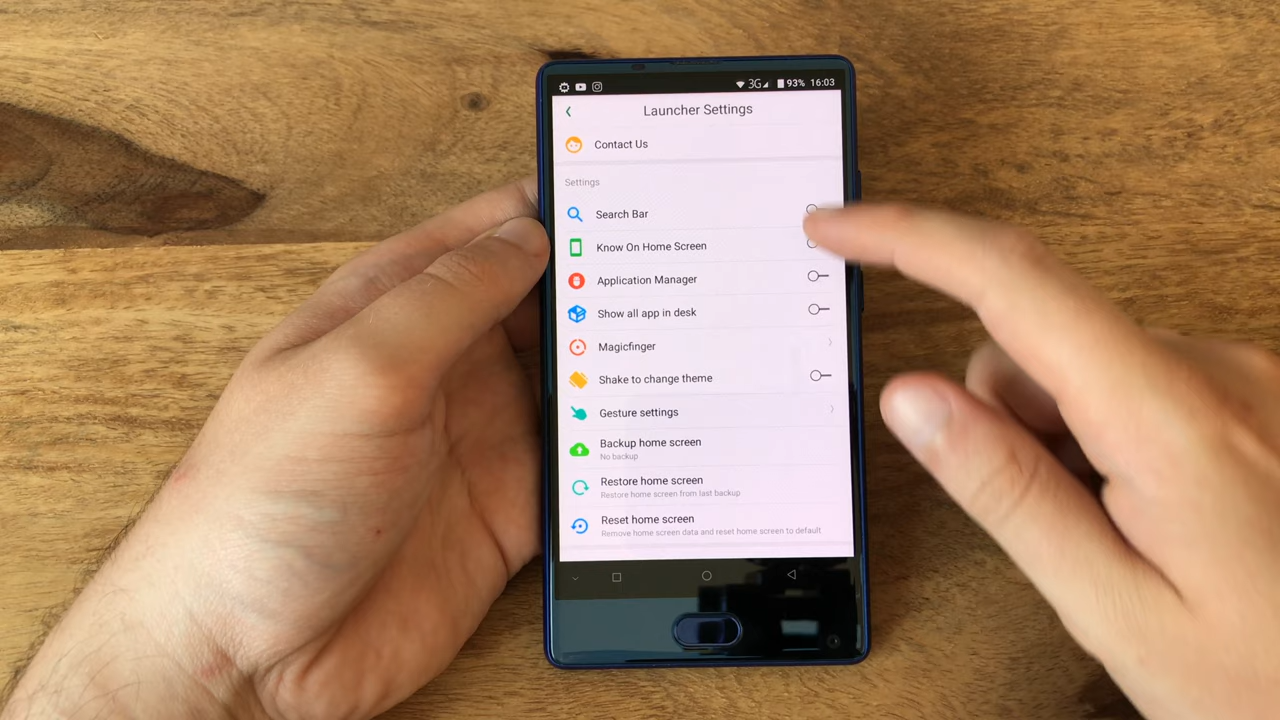 3G 93% 16:03
Launcher Settings
Contact Us
Settings
Search Bar
Know On Home Screen
Application Manager
Show all app in desk
Magicfinger
Shake to change theme
Gesture settings
Backup home screen
No backup
Restore home screen
Restore home screen from last backup
Reset home screen
Remove home screen data and reset home screen to default